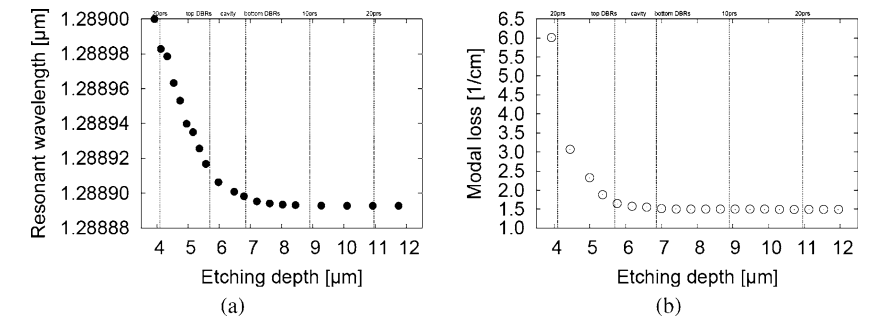 20prs top DBRs cavity bottom DBRs 10prs 20prs
Resonant wavelength [μm]
1.28900
1.28898
1.28896
1.28894
1.28892
1.28890
1.28888
4 5 6 7 8 9 10 11 12
Etching depth [μm]
(a)
20prs top DBRs cavity bottom DBRs 10prs 20prs
Modal loss [1/cm]
6.5
6.0
5.5
5.0
4.5
4.0
3.5
3.0
2.5
2.0
1.5
1.0
4 5 6 7 8 9 10 11 12
Etching depth [μm]
(b)